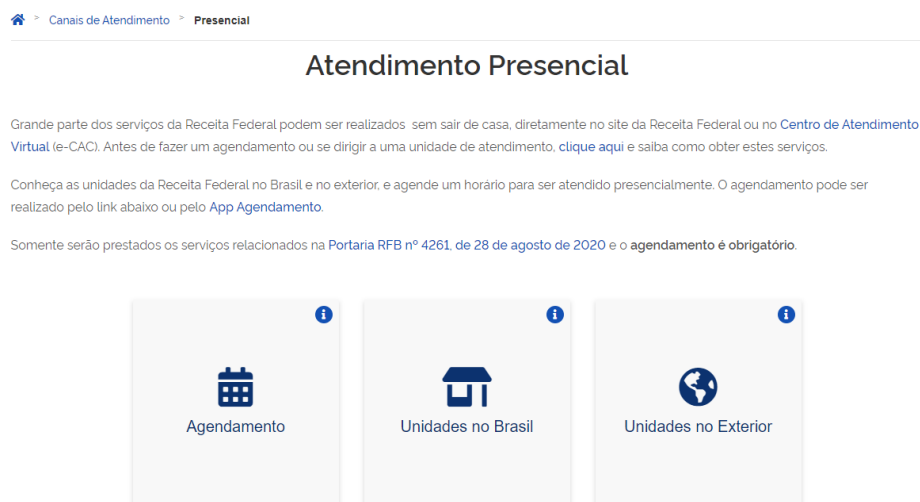 > Canais de Atendimento > Presencial
Atendimento Presencial
Grande parte dos serviços da Receita Federal podem ser realizados sem sair de casa, diretamente no site da Receita Federal ou no Centro de Atendimento
Virtual (e-CAC). Antes de fazer um agendamento ou se dirigir a uma unidade de atendimento, clique aqui e saiba como obter estes serviços.
Conheça as unidades da Receita Federal no Brasil e no exterior, e agende um horário para ser atendido presencialmente. O agendamento pode ser
realizado pelo link abaixo ou pelo App Agendamento.
Somente serão prestados os serviços relacionados na Portaria RFB nº 4261, de 28 de agosto de 2020 e o agendamento é obrigatório.
Agendamento
Unidades no Brasil
Unidades no Exterior